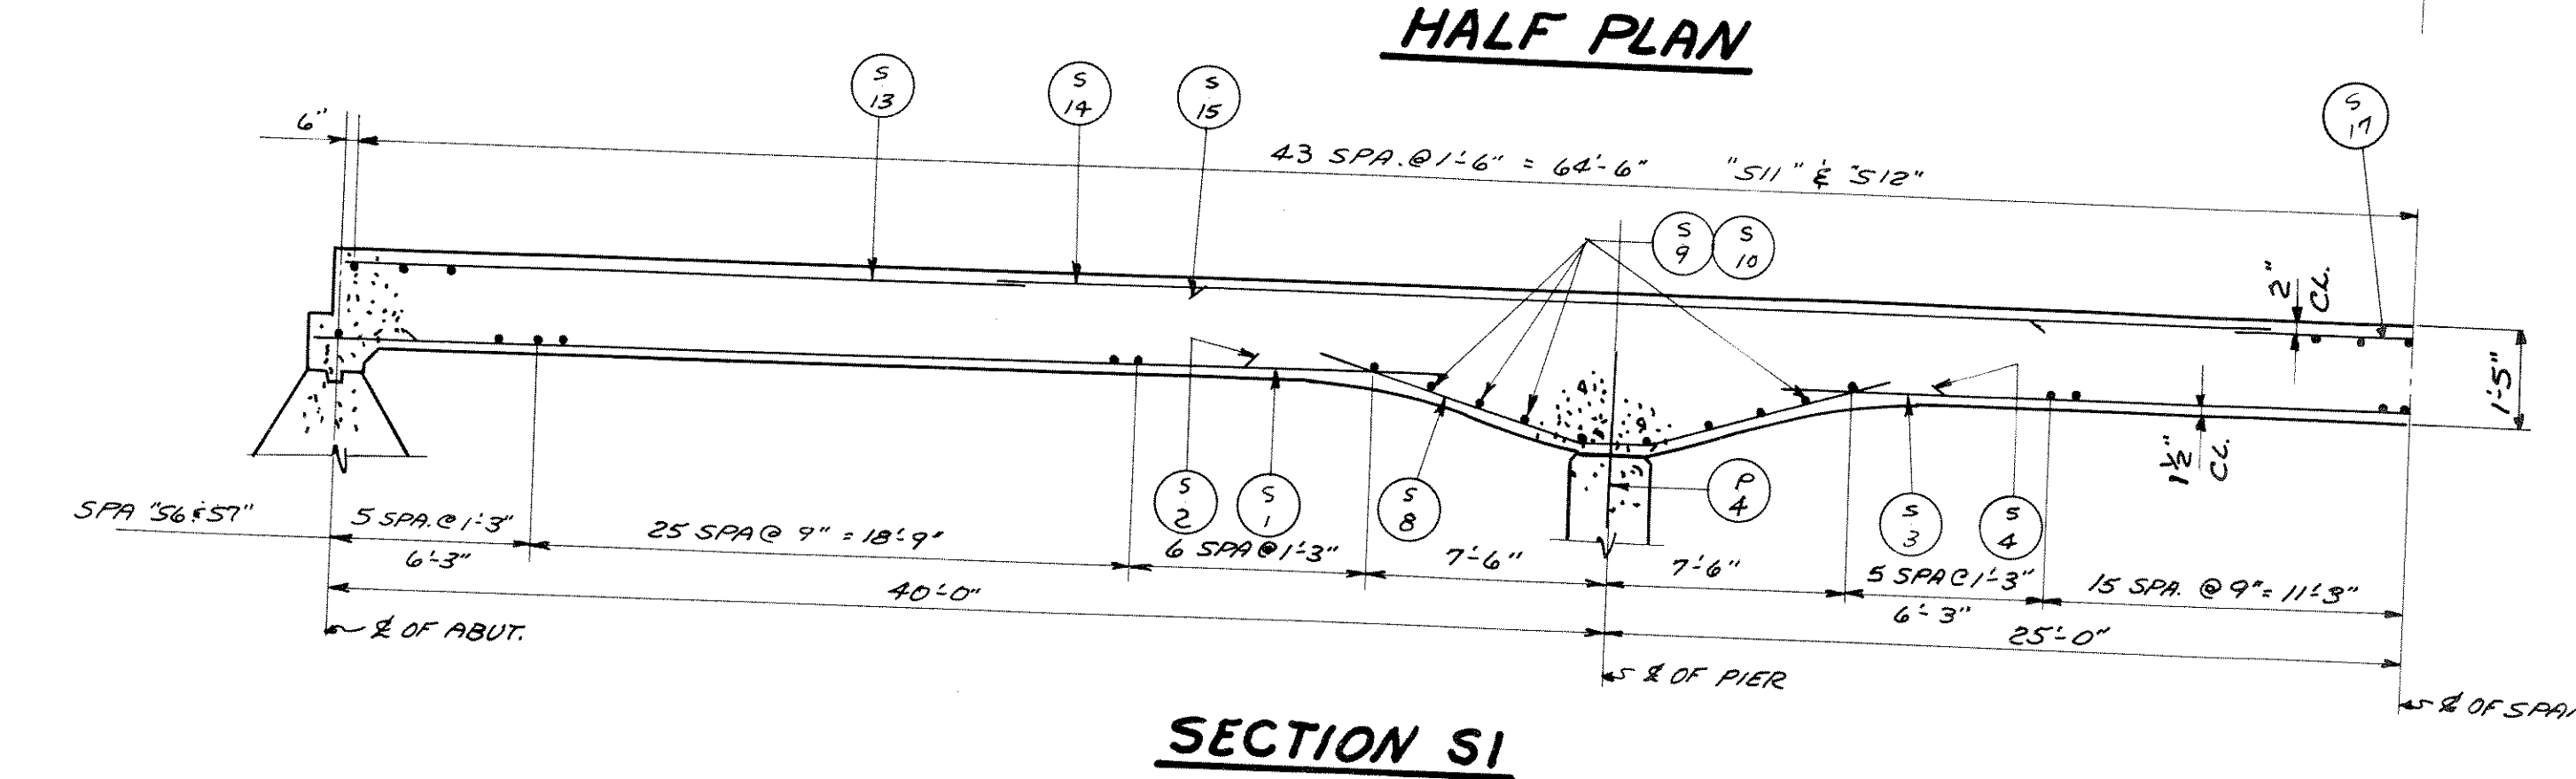 HALF PLAN
S 13
S 14
S 15
S 17
6"
43 SPA. @ 1'-6" = 64'-6" "S11" & "S12"
S 9
S 10
2" CL.
1'-5"
1½" CL.
S 2
S 1
S 8
P 4
S 3
S 4
SPA "S6 & S7"
5 SPA. @ 1'-3"
6'-3"
25 SPA @ 9" = 18'-9"
6 SPA @ 1'-3"
7'-6"
7'-6"
5 SPA @ 1'-3"
6'-3"
15 SPA. @ 9" = 11'-3"
40'-0"
25'-0"
℄ OF ABUT.
℄ OF PIER
℄ OF SPAN
SECTION S1